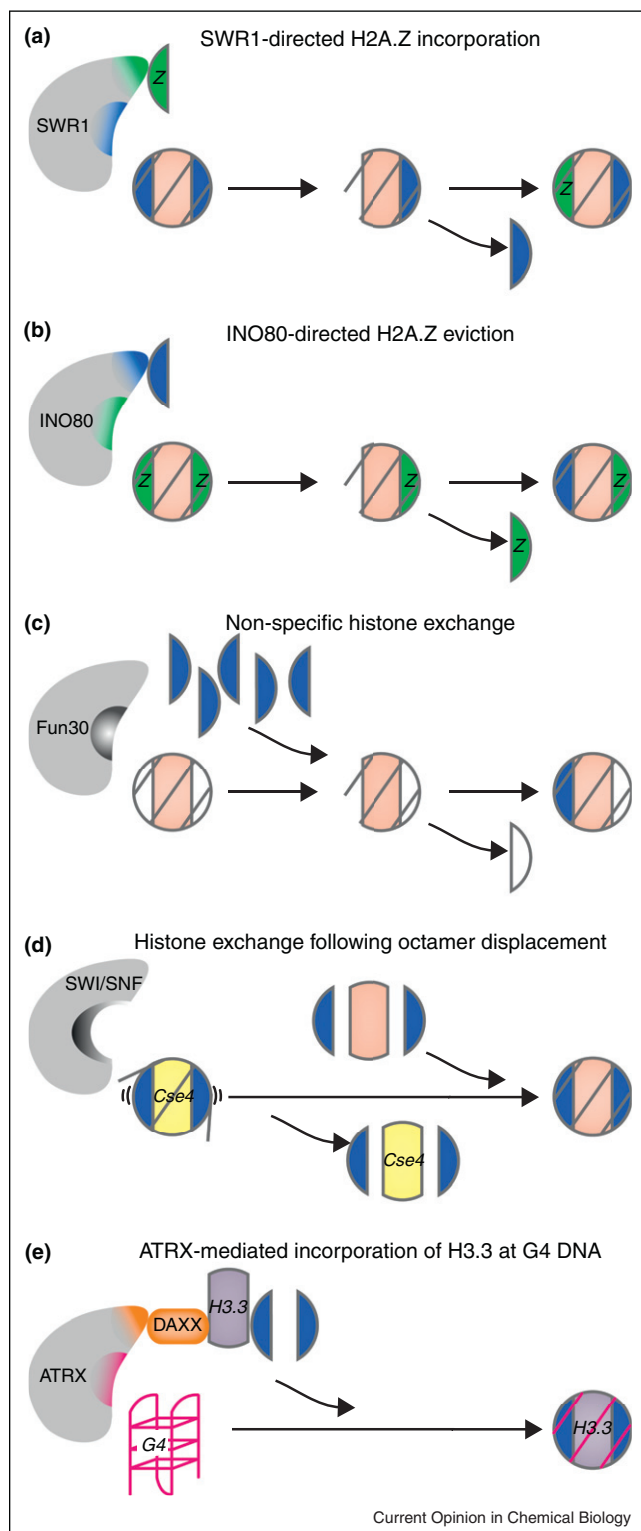 (a) SWR1-directed H2A.Z incorporation
Z
SWR1
Z
(b) INO80-directed H2A.Z eviction
INO80
Z Z
Z
Z
Z
(c) Non-specific histone exchange
Fun30
(d) Histone exchange following octamer displacement
SWI/SNF
Cse4
Cse4
(e) ATRX-mediated incorporation of H3.3 at G4 DNA
H3.3
DAXX
ATRX
G4
H3.3
Current Opinion in Chemical Biology